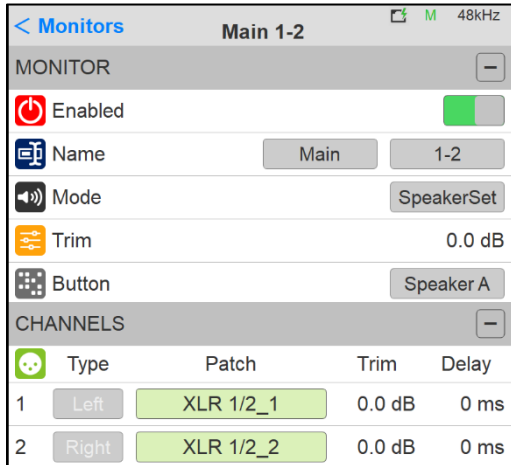 < Monitors Main 1-2 M 48kHz
MONITOR
Enabled
Name Main 1-2
Mode SpeakerSet
Trim 0.0 dB
Button Speaker A
CHANNELS
Type Patch Trim Delay
1 Left XLR 1/2_1 0.0 dB 0 ms
2 Right XLR 1/2_2 0.0 dB 0 ms